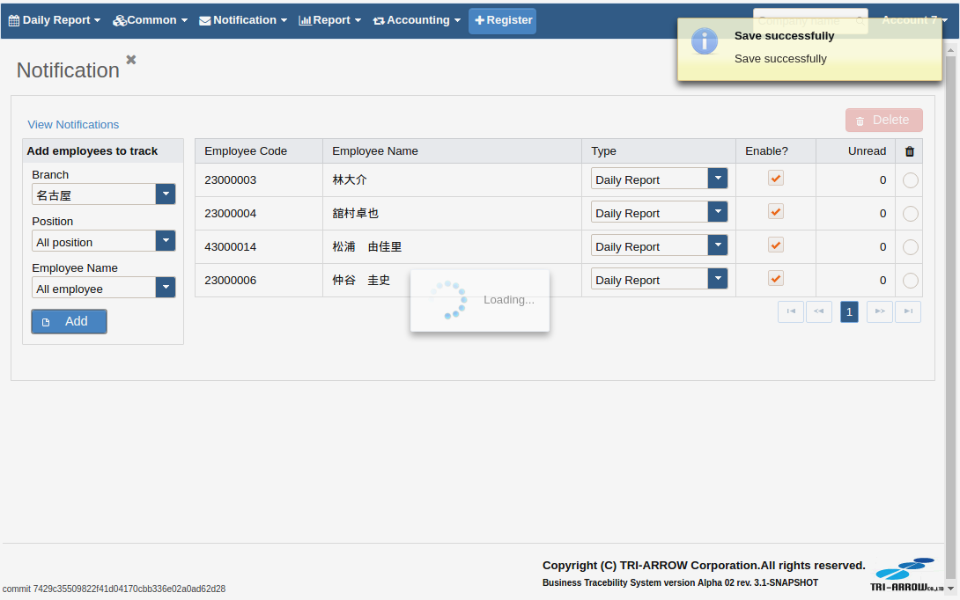 Daily Report Common Notification Report Accounting Register Account 7
Save successfully
Save successfully
Notification
View Notifications
Delete
Add employees to track
Employee Code Employee Name Type Enable? Unread
Branch
名古屋
Position
All position
Employee Name
All employee
Add
23000003 林大介 Daily Report 0
23000004 舘村卓也 Daily Report 0
43000014 松浦 由佳里 Daily Report 0
23000006 仲谷 圭史 Daily Report 0
Loading...
1
Copyright (C) TRI-ARROW Corporation.All rights reserved.
Business Tracebility System version Alpha 02 rev. 3.1-SNAPSHOT
TRI-ARROW CO.,LTD
commit 7429c35509822f41d04170cbb336e02a0ad62d28